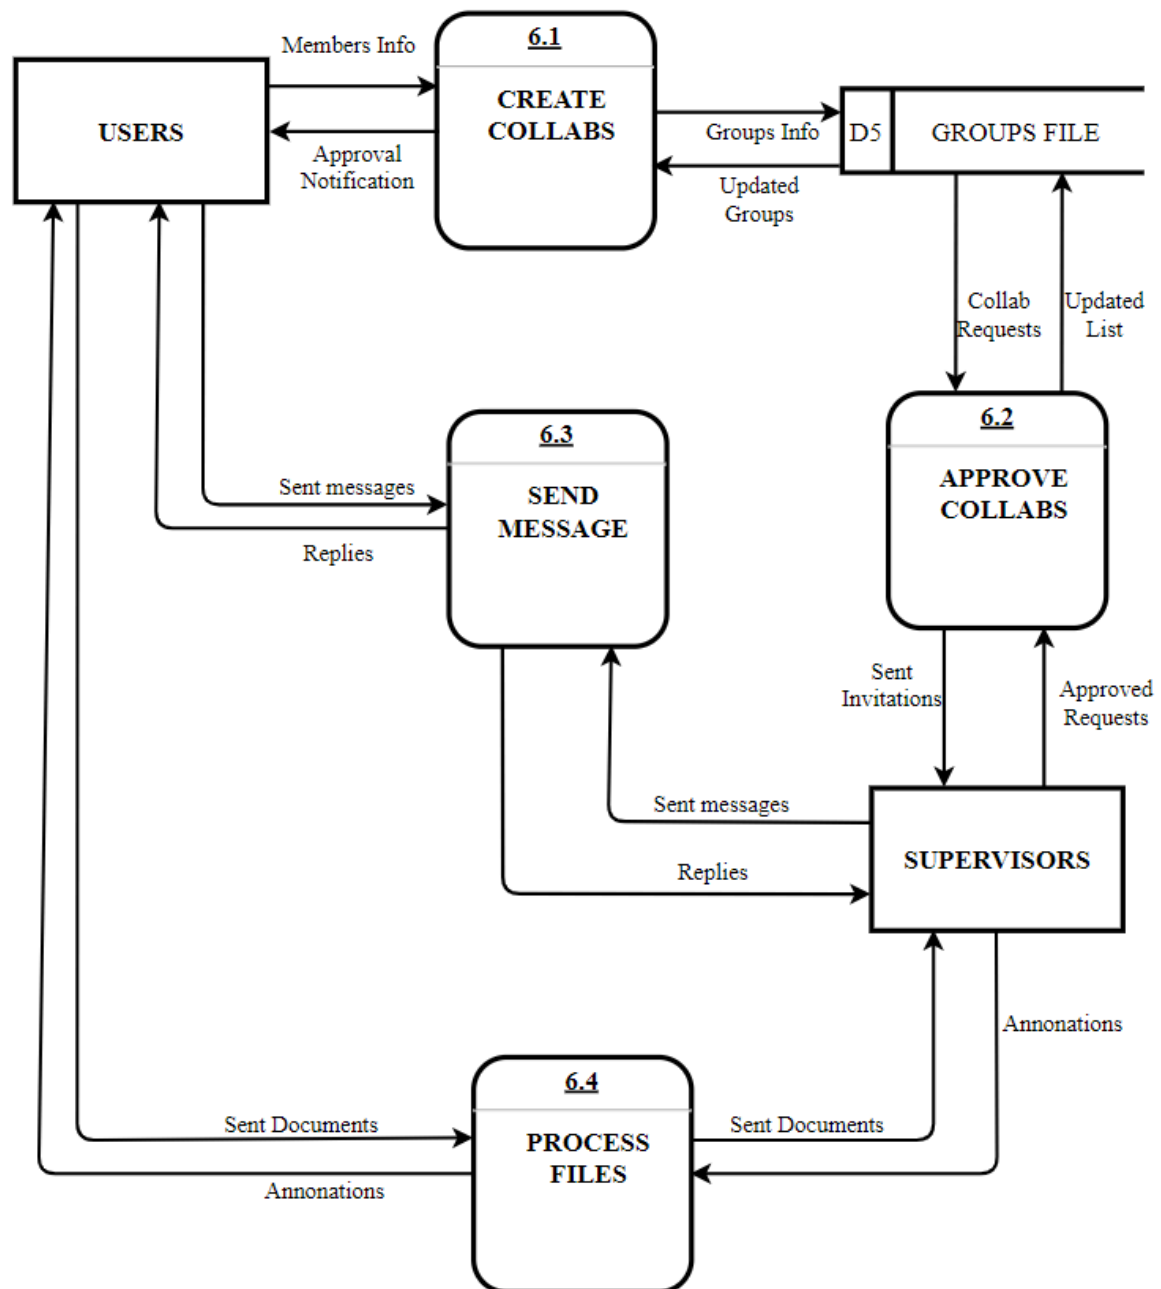 6.1
Members Info
CREATE
COLLABS
USERS
Approval
Notification
Groups Info
D5
GROUPS FILE
Updated
Groups
Collab
Requests
Updated
List
6.2
APPROVE
COLLABS
6.3
SEND
MESSAGE
Sent messages
Replies
Sent
Invitations
Approved
Requests
Sent messages
Replies
SUPERVISORS
Annonations
6.4
PROCESS
FILES
Sent Documents
Sent Documents
Annonations